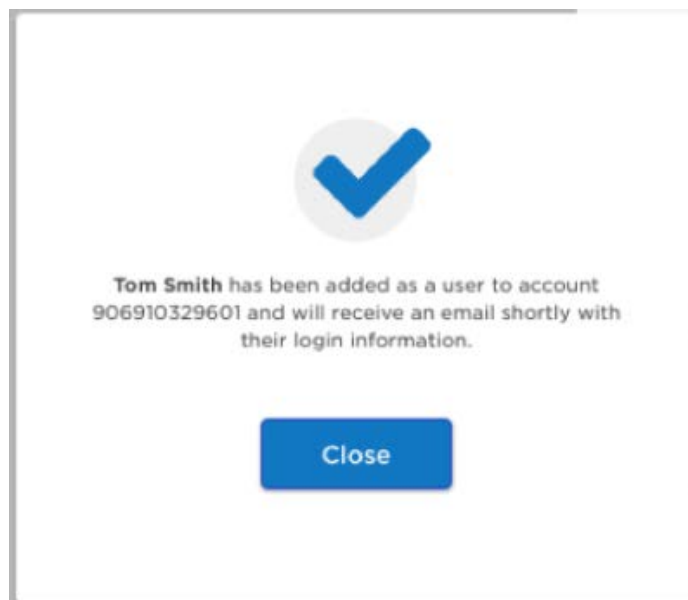 Tom Smith has been added as a user to account
906910329601 and will receive an email shortly with
their login information.
Close